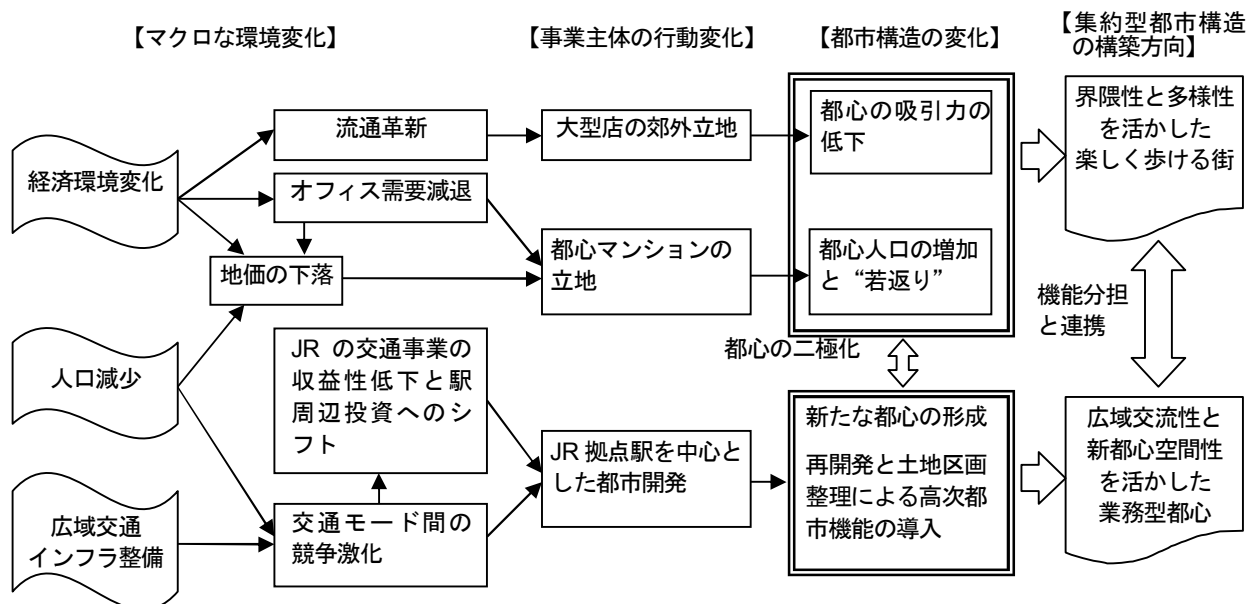 【マクロな環境変化】
【事業主体の行動変化】
【都市構造の変化】
【集約型都市構造
の構築方向】
経済環境変化
流通革新
大型店の郊外立地
都心の吸引力の
低下
界隈性と多様性
を活かした
楽しく歩ける街
オフィス需要減退
地価の下落
都心マンションの
立地
都心人口の増加
と“若返り”
機能分担
と連携
都心の二極化
人口減少
JR の交通事業の
収益性低下と駅
周辺投資へのシ
フト
JR 拠点駅を中心と
した都市開発
新たな都心の形成
再開発と土地区画
整理による高次都
市機能の導入
広域交流性と
新都心空間性
を活かした
業務型都心
広域交通
インフラ整備
交通モード間の
競争激化